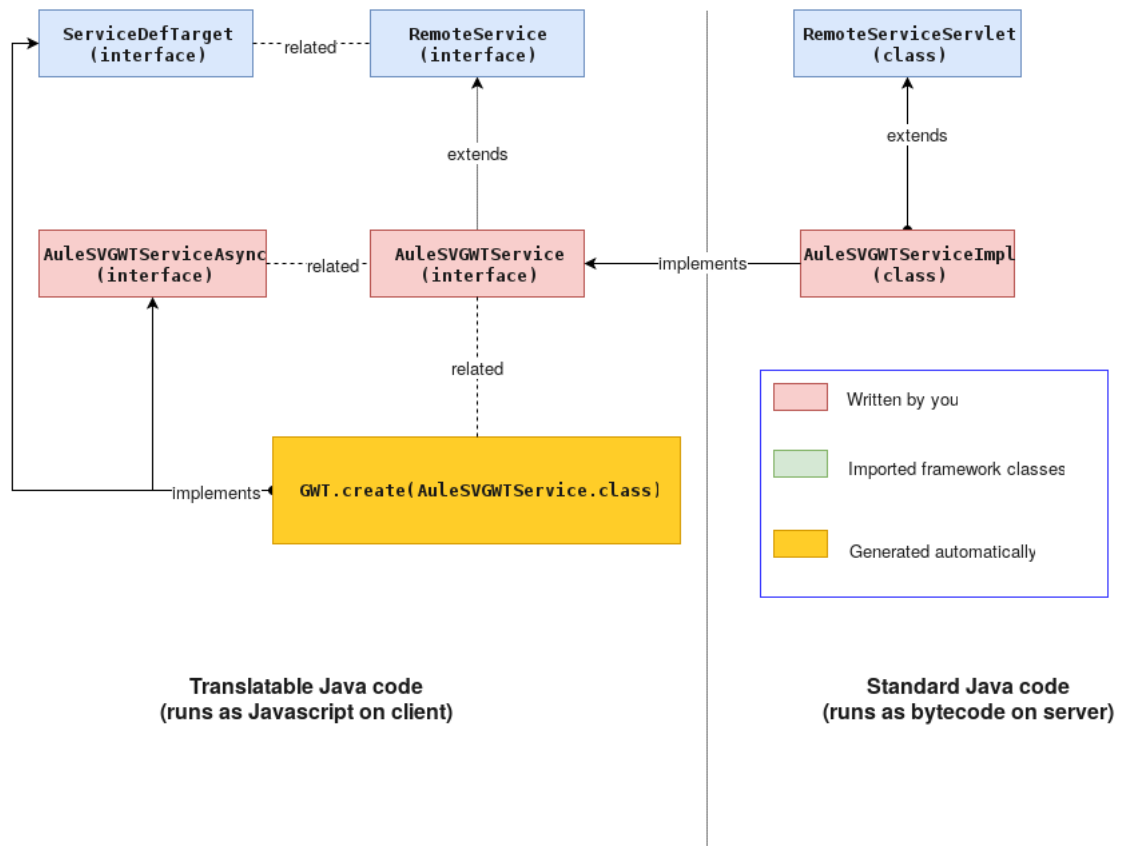 ServiceDefTarget
(interface)
related
RemoteService
(interface)
RemoteServiceServlet
(class)
extends
extends
AuleSVGWTServiceAsync
(interface)
related
AuleSVGWTService
(interface)
implements
AuleSVGWTServiceImpl
(class)
related
implements
GWT.create(AuleSVGWTService.class)
Written by you
Imported framework classes
Generated automatically
Translatable Java code
(runs as Javascript on client)
Standard Java code
(runs as bytecode on server)